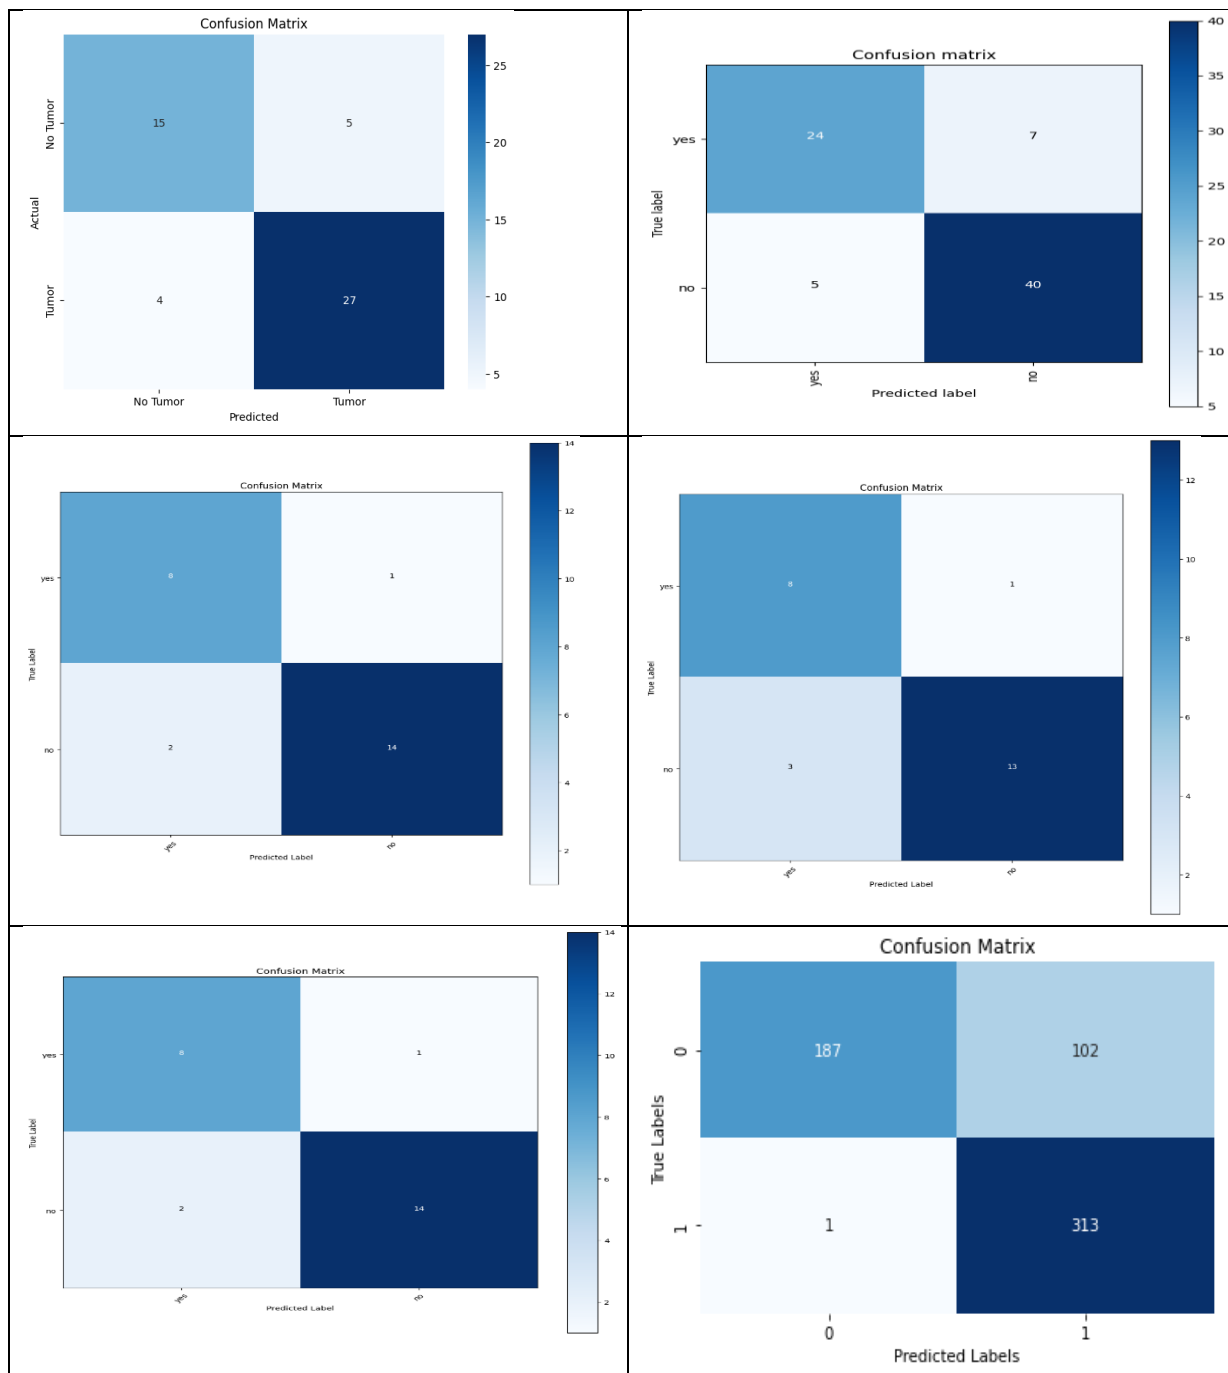 Confusion Matrix
Actual
No Tumor
15 5
Tumor
4 27
No Tumor Tumor
Predicted
25
20
15
10
5
Confusion matrix
True label
yes
24 7
no
5 40
yes no
Predicted label
40
35
30
25
20
15
10
5
Confusion Matrix
True Label
yes
8 1
no
2 14
yes no
Predicted Label
14
12
10
8
6
4
2
Confusion Matrix
True Label
yes
8 1
no
3 13
yes no
Predicted Label
12
10
8
6
4
2
Confusion Matrix
True Label
yes
8 1
no
2 14
yes no
Predicted Label
14
12
10
8
6
4
2
Confusion Matrix
True Labels
0
187 102
1
1 313
0 1
Predicted Labels